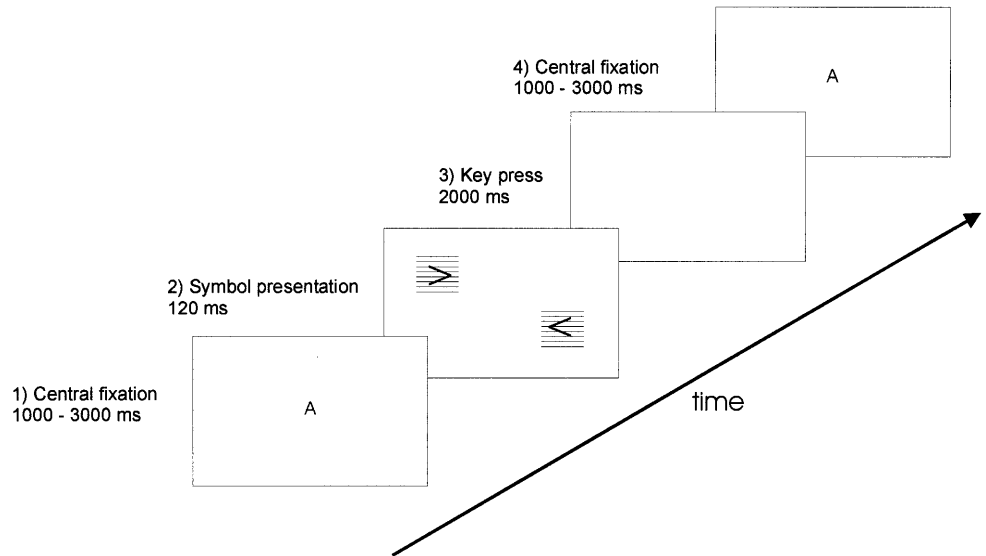 4) Central fixation
1000 - 3000 ms
A
3) Key press
2000 ms
2) Symbol presentation
120 ms
>
<
1) Central fixation
1000 - 3000 ms
A
time